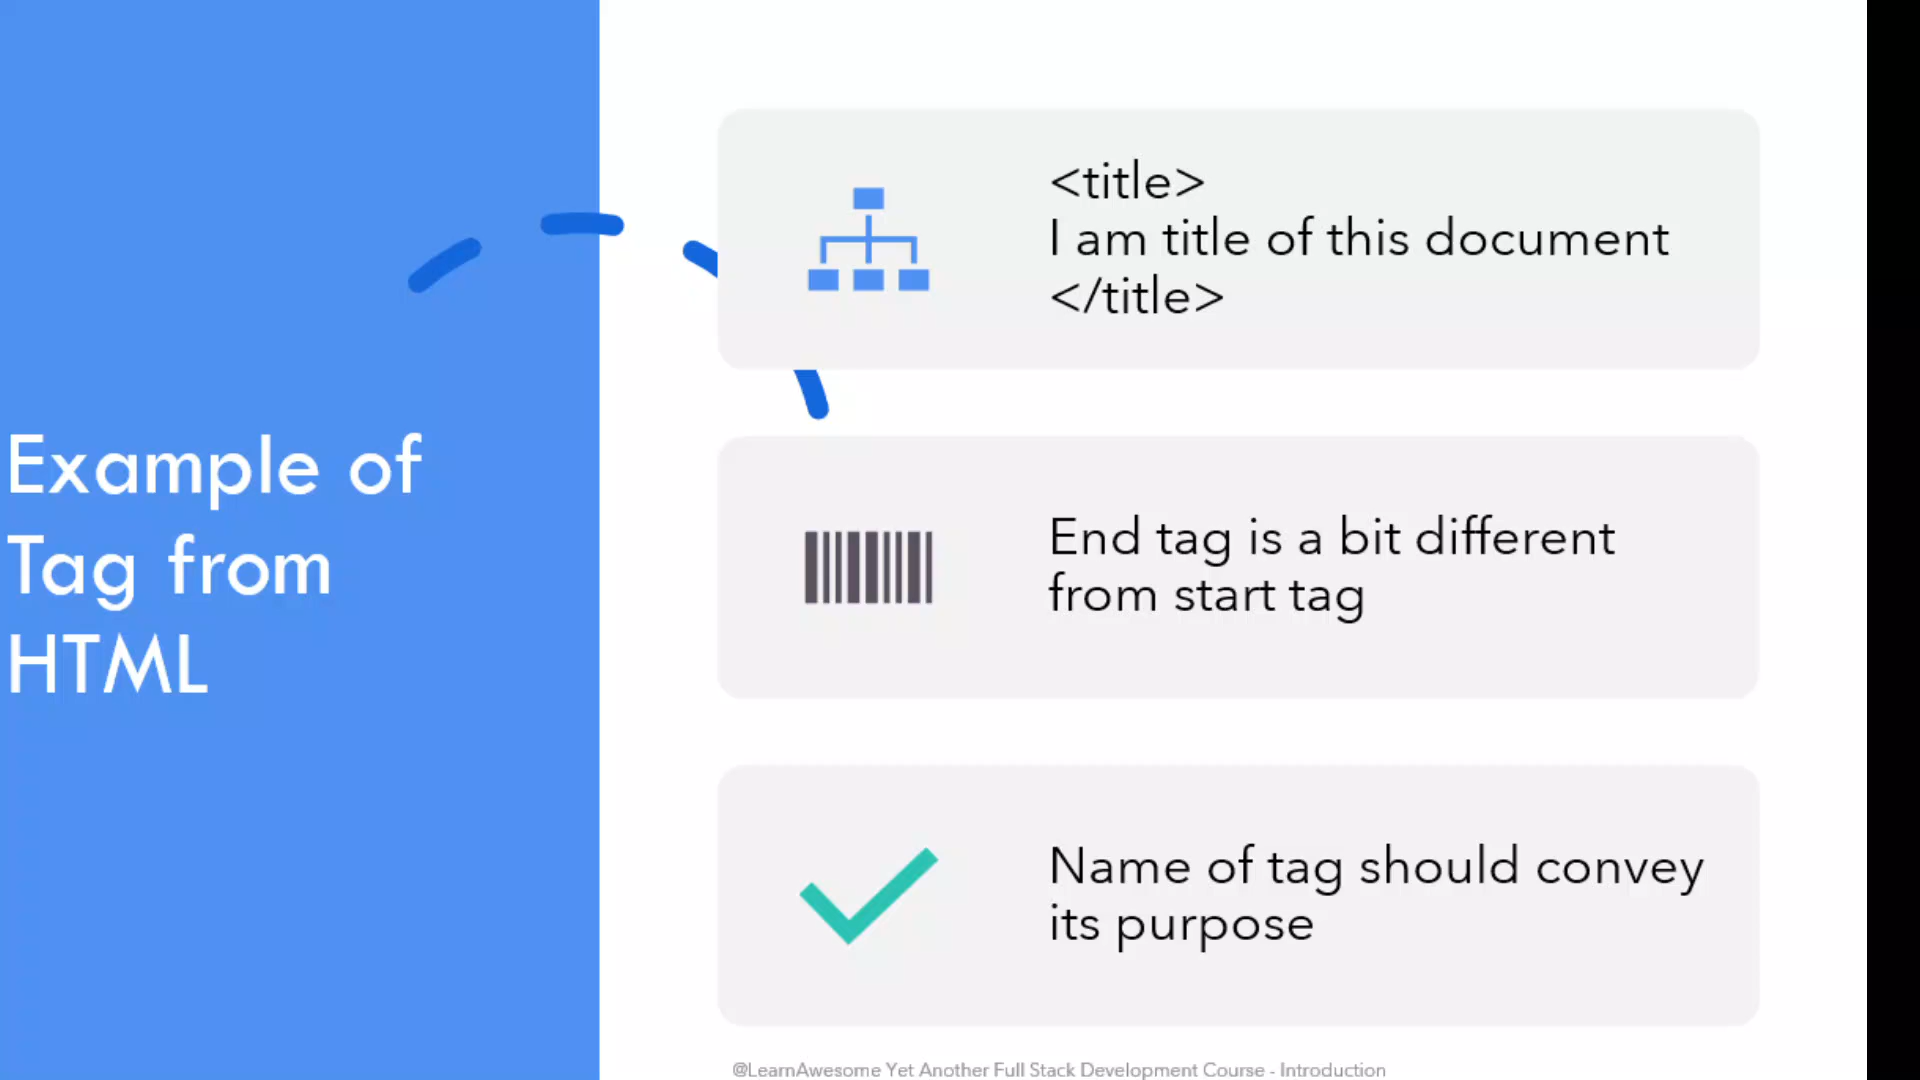 Example of
Tag from
HTML
<title>
I am title of this document
</title>
End tag is a bit different
from start tag
Name of tag should convey
its purpose
@LearnAwesome Yet Another Full Stack Development Course - Introduction